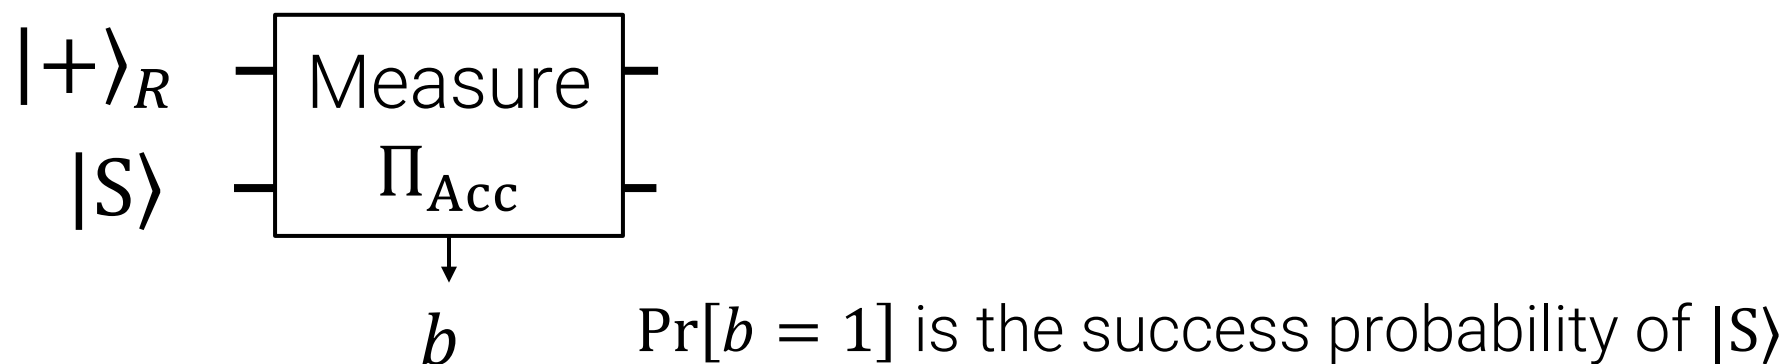 |+⟩_R
Measure
Π_Acc
|S⟩
b
Pr[b = 1] is the success probability of |S⟩